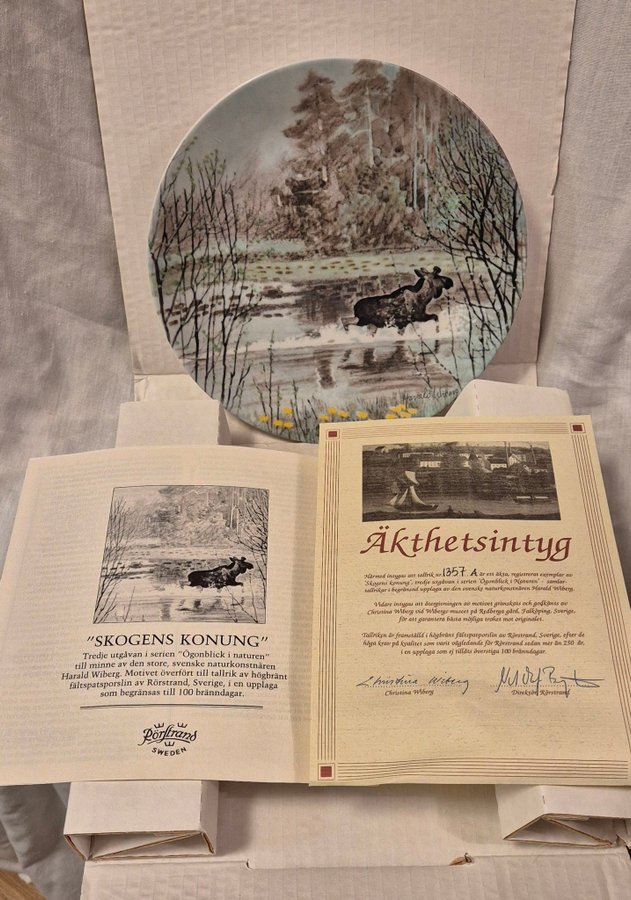 Harald Wiberg
"SKOGENS KONUNG"
Tredje utgåvan i serien "Ögonblick i naturen"
till minne av den store, svenske naturkonstnären
Harald Wiberg. Motivet överfört till tallrik av högbränt
fältspatsporslin av Rörstrand, Sweden, i en upplaga
som begränsas till 100 bränndagar.
Rörstrand
SWEDEN
Äkthetsintyg
Härmed intygas att tallrik nr 1357 A är ett äkta, registrerat exemplar av
"Skogens konung", tredje utgåvan i serien "Ögonblick i Naturen" - samlar-
tallrikar i begränsad upplaga av den svenske naturkonstnären Harald Wiberg.
Vidare intygas att återgivningen av motivet granskats och godkänts av
Christina Wiberg vid Wibergs museet på Redberga gård, Falköping, Sverige,
för att garantera bästa möjliga trohet mot originalet.
Tallriken är framställd i högbränt fältspatsporslin av Rörstrand, Sverige, efter de
höga krav på kvalitet som varit vägledande för Rörstrand sedan mer än 250 år,
i en upplaga som ej tillåts överstiga 100 bränndagar.
Christina Wiberg
Christina Wiberg
Direktör, Rörstrand